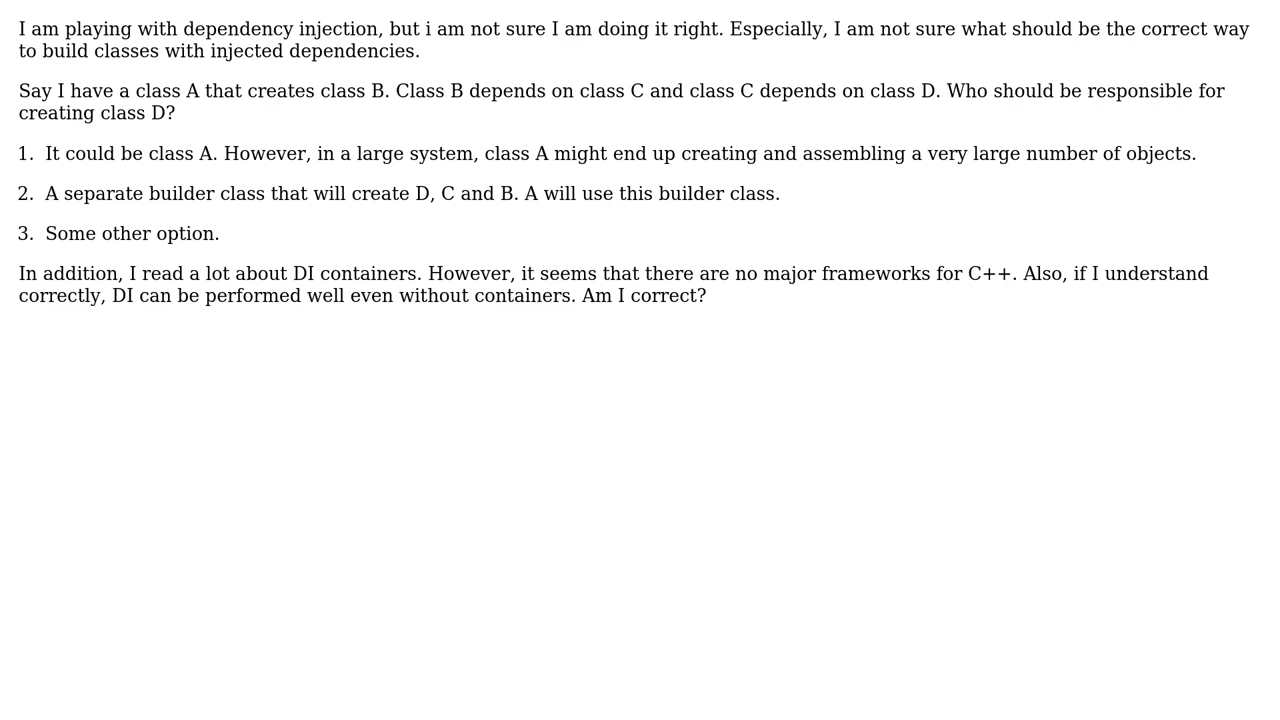 I am playing with dependency injection, but i am not sure I am doing it right. Especially, I am not sure what should be the correct way
to build classes with injected dependencies.
Say I have a class A that creates class B. Class B depends on class C and class C depends on class D. Who should be responsible for
creating class D?
1. It could be class A. However, in a large system, class A might end up creating and assembling a very large number of objects.
2. A separate builder class that will create D, C and B. A will use this builder class.
3. Some other option.
In addition, I read a lot about DI containers. However, it seems that there are no major frameworks for C++. Also, if I understand
correctly, DI can be performed well even without containers. Am I correct?